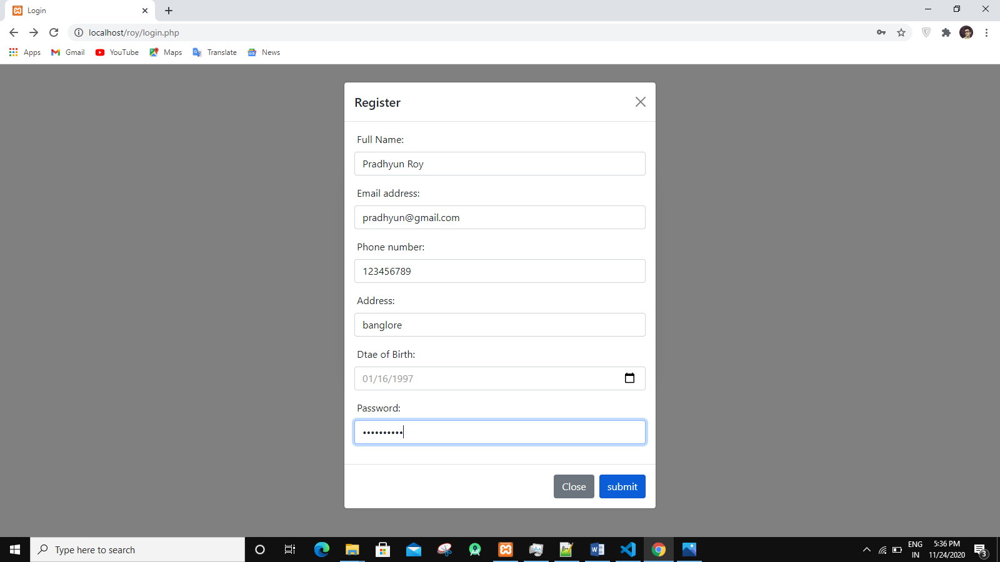 Login
localhost/roy/login.php
Apps Gmail YouTube Maps Translate News
Register
Full Name:
Pradhyun Roy
Email address:
pradhyun@gmail.com
Phone number:
123456789
Address:
banglore
Dtae of Birth:
01/16/1997
Password:
••••••••••
Close submit
Type here to search
ENG
IN
5:36 PM
11/24/2020
3